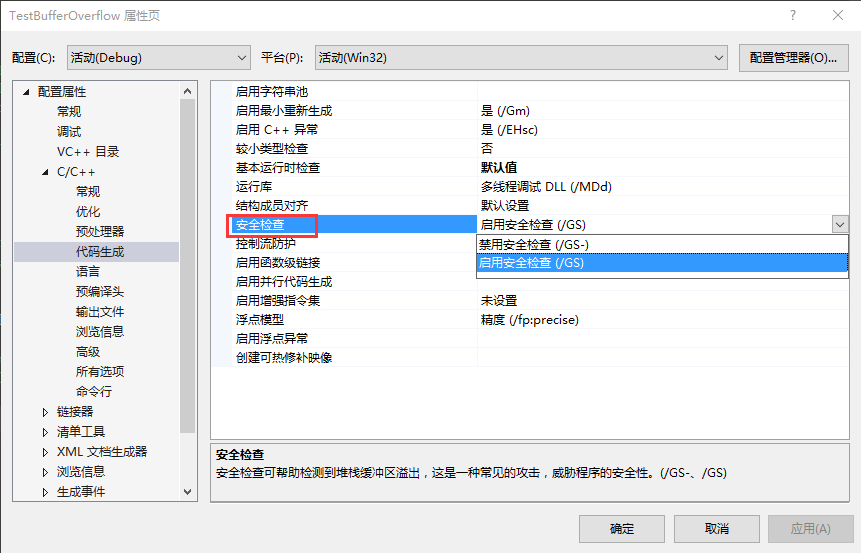 TestBufferOverflow 属性页
配置(C): 活动(Debug) 平台(P): 活动(Win32) 配置管理器(O)...
配置属性
常规
调试
VC++ 目录
C/C++
常规
优化
预处理器
代码生成
语言
预编译头
输出文件
浏览信息
高级
所有选项
命令行
链接器
清单工具
XML 文档生成器
浏览信息
生成事件
启用字符串池
启用最小重新生成 是 (/Gm)
启用 C++ 异常 是 (/EHsc)
较小类型检查 否
基本运行时检查 默认值
运行库 多线程调试 DLL (/MDd)
结构成员对齐 默认设置
安全检查 启用安全检查 (/GS)
禁用安全检查 (/GS-)
启用安全检查 (/GS)
控制流防护
启用函数级链接
启用并行代码生成
启用增强指令集 未设置
浮点模型 精度 (/fp:precise)
启用浮点异常
创建可热修补映像
安全检查
安全检查可帮助检测到堆栈缓冲区溢出，这是一种常见的攻击，威胁程序的安全性。(/GS-、/GS)
确定 取消 应用(A)